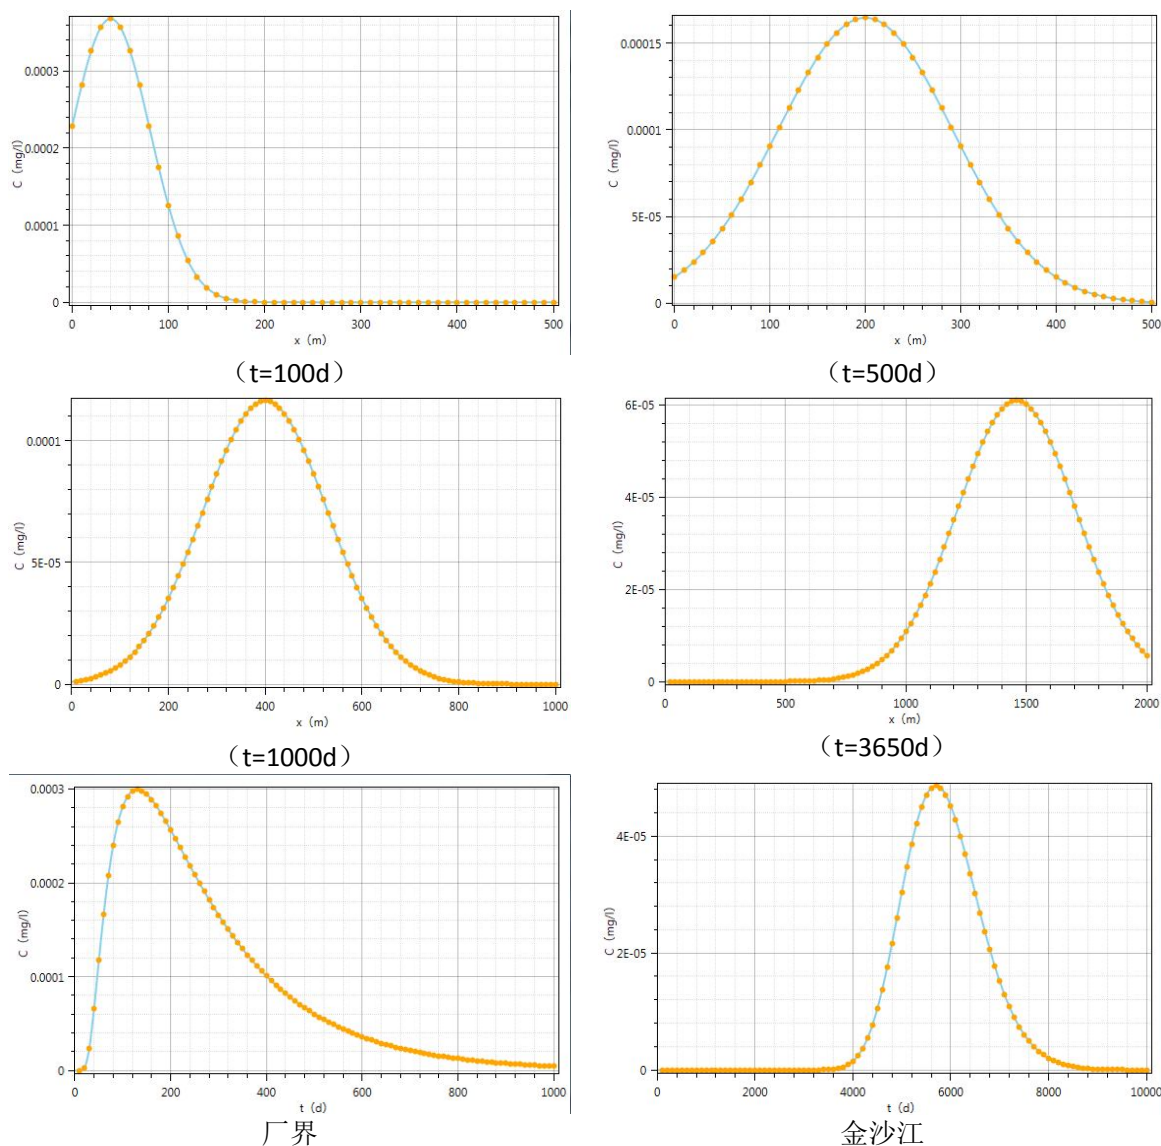 C (mg/l)
0.0003
0.0002
0.0001
0
0 100 200 300 400 500
x (m)
(t=100d)
C (mg/l)
0.00015
0.0001
5E-05
0
0 100 200 300 400 500
x (m)
(t=500d)
C (mg/l)
0.0001
5E-05
0
0 200 400 600 800 1000
x (m)
(t=1000d)
C (mg/l)
6E-05
4E-05
2E-05
0
0 500 1000 1500 2000
x (m)
(t=3650d)
C (mg/l)
0.0003
0.0002
0.0001
0
0 200 400 600 800 1000
t (d)
厂界
C (mg/l)
4E-05
2E-05
0
0 2000 4000 6000 8000 10000
t (d)
金沙江